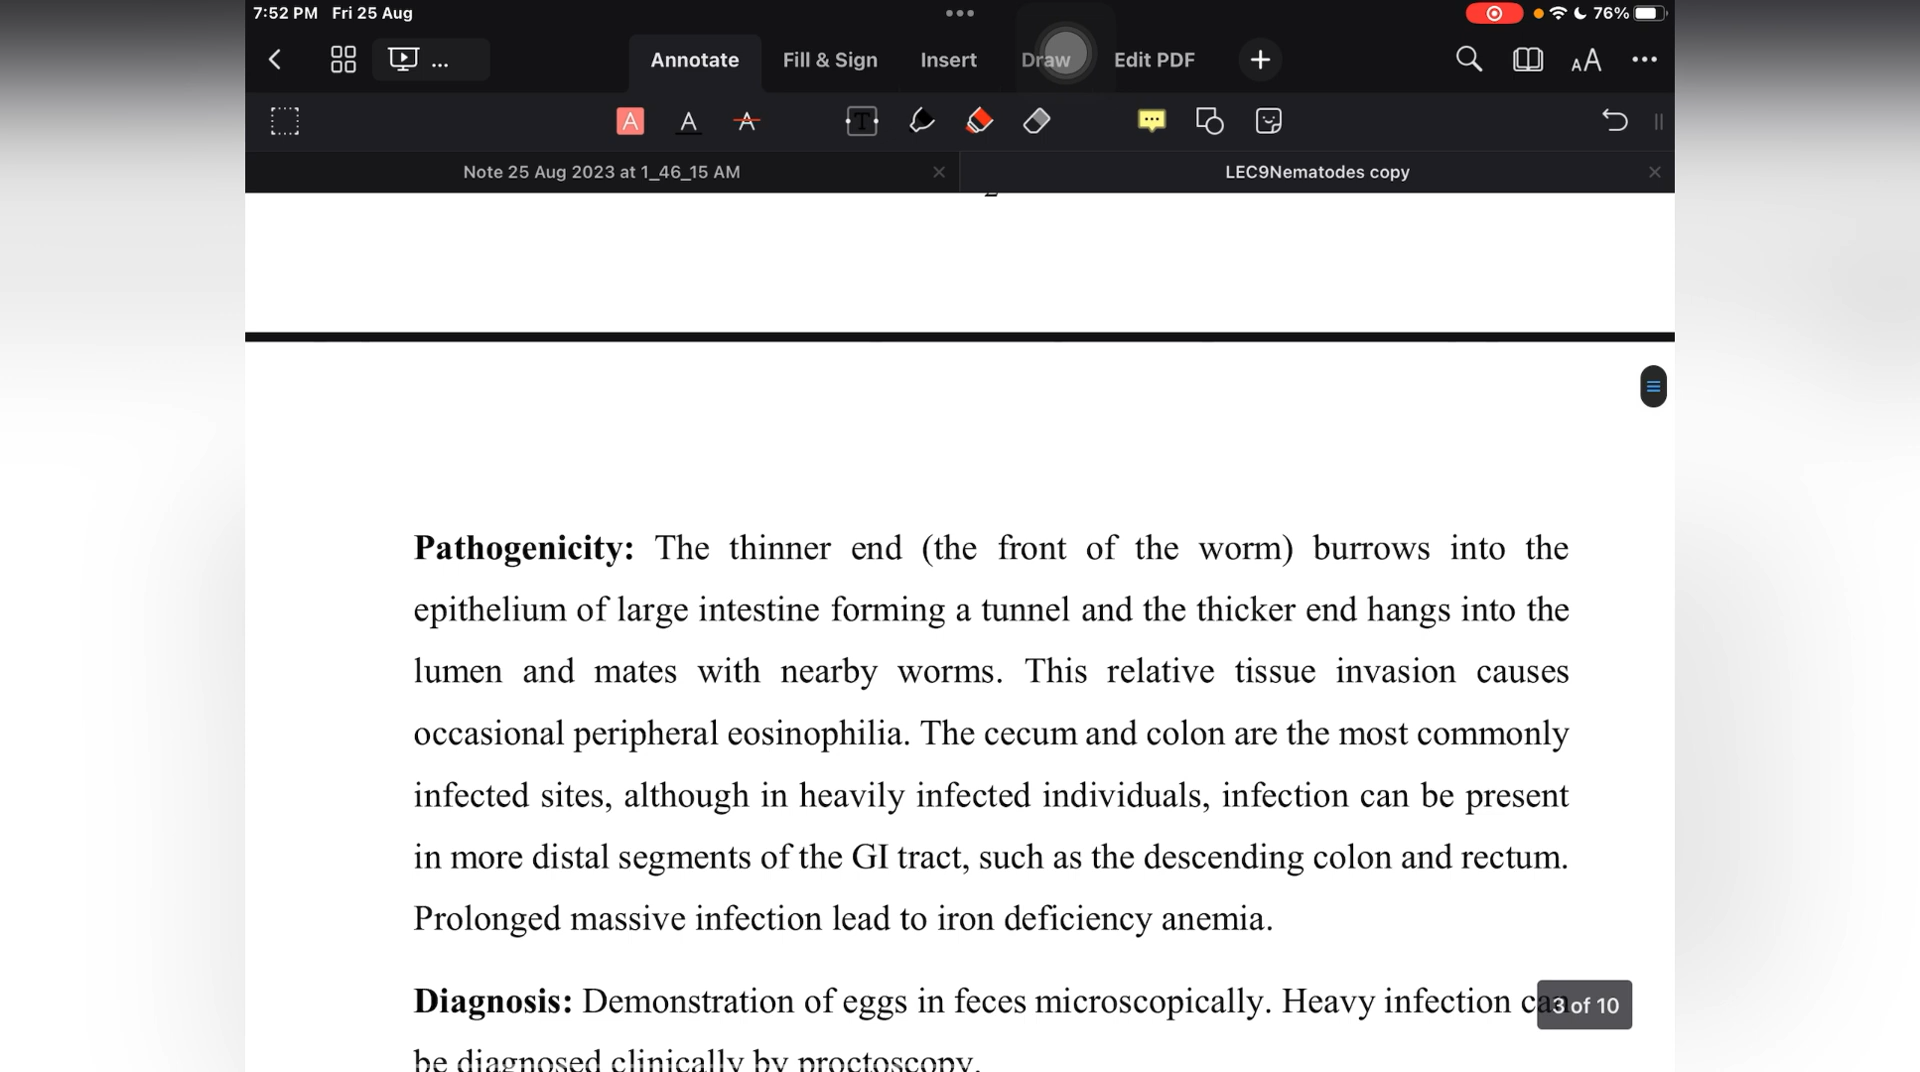 7:52 PM Fri 25 Aug
76%
...
Annotate
Fill & Sign
Insert
Draw
Edit PDF
+
AA
A
A
A
T
Note 25 Aug 2023 at 1_46_15 AM
LEC9Nematodes copy
Pathogenicity: The thinner end (the front of the worm) burrows into the
epithelium of large intestine forming a tunnel and the thicker end hangs into the
lumen and mates with nearby worms. This relative tissue invasion causes
occasional peripheral eosinophilia. The cecum and colon are the most commonly
infected sites, although in heavily infected individuals, infection can be present
in more distal segments of the GI tract, such as the descending colon and rectum.
Prolonged massive infection lead to iron deficiency anemia.
Diagnosis: Demonstration of eggs in feces microscopically. Heavy infection can
3 of 10
be diagnosed clinically by proctoscopy.